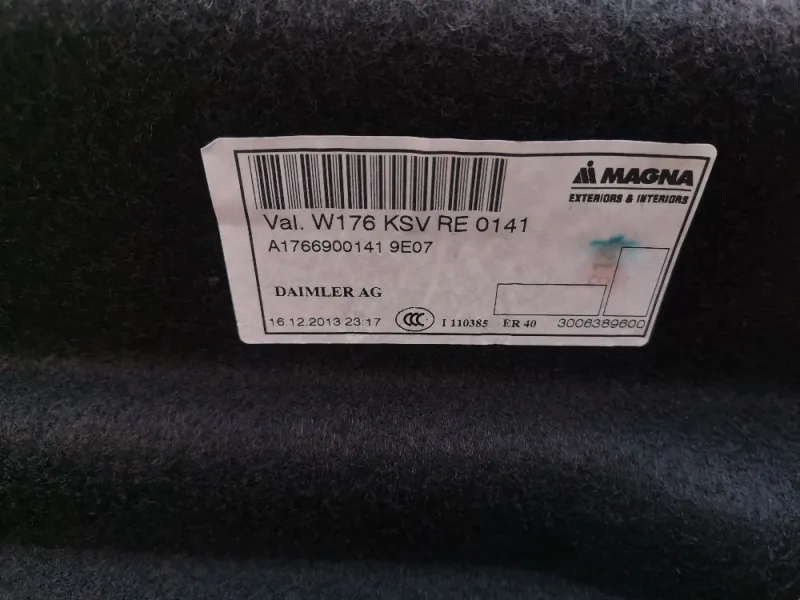 MAGNA
EXTERIORS & INTERIORS
Val. W176 KSV RE 0141
A1766900141 9E07
DAIMLER AG
16.12.2013 23:17 CCC I 110385 ER 40 3006389600